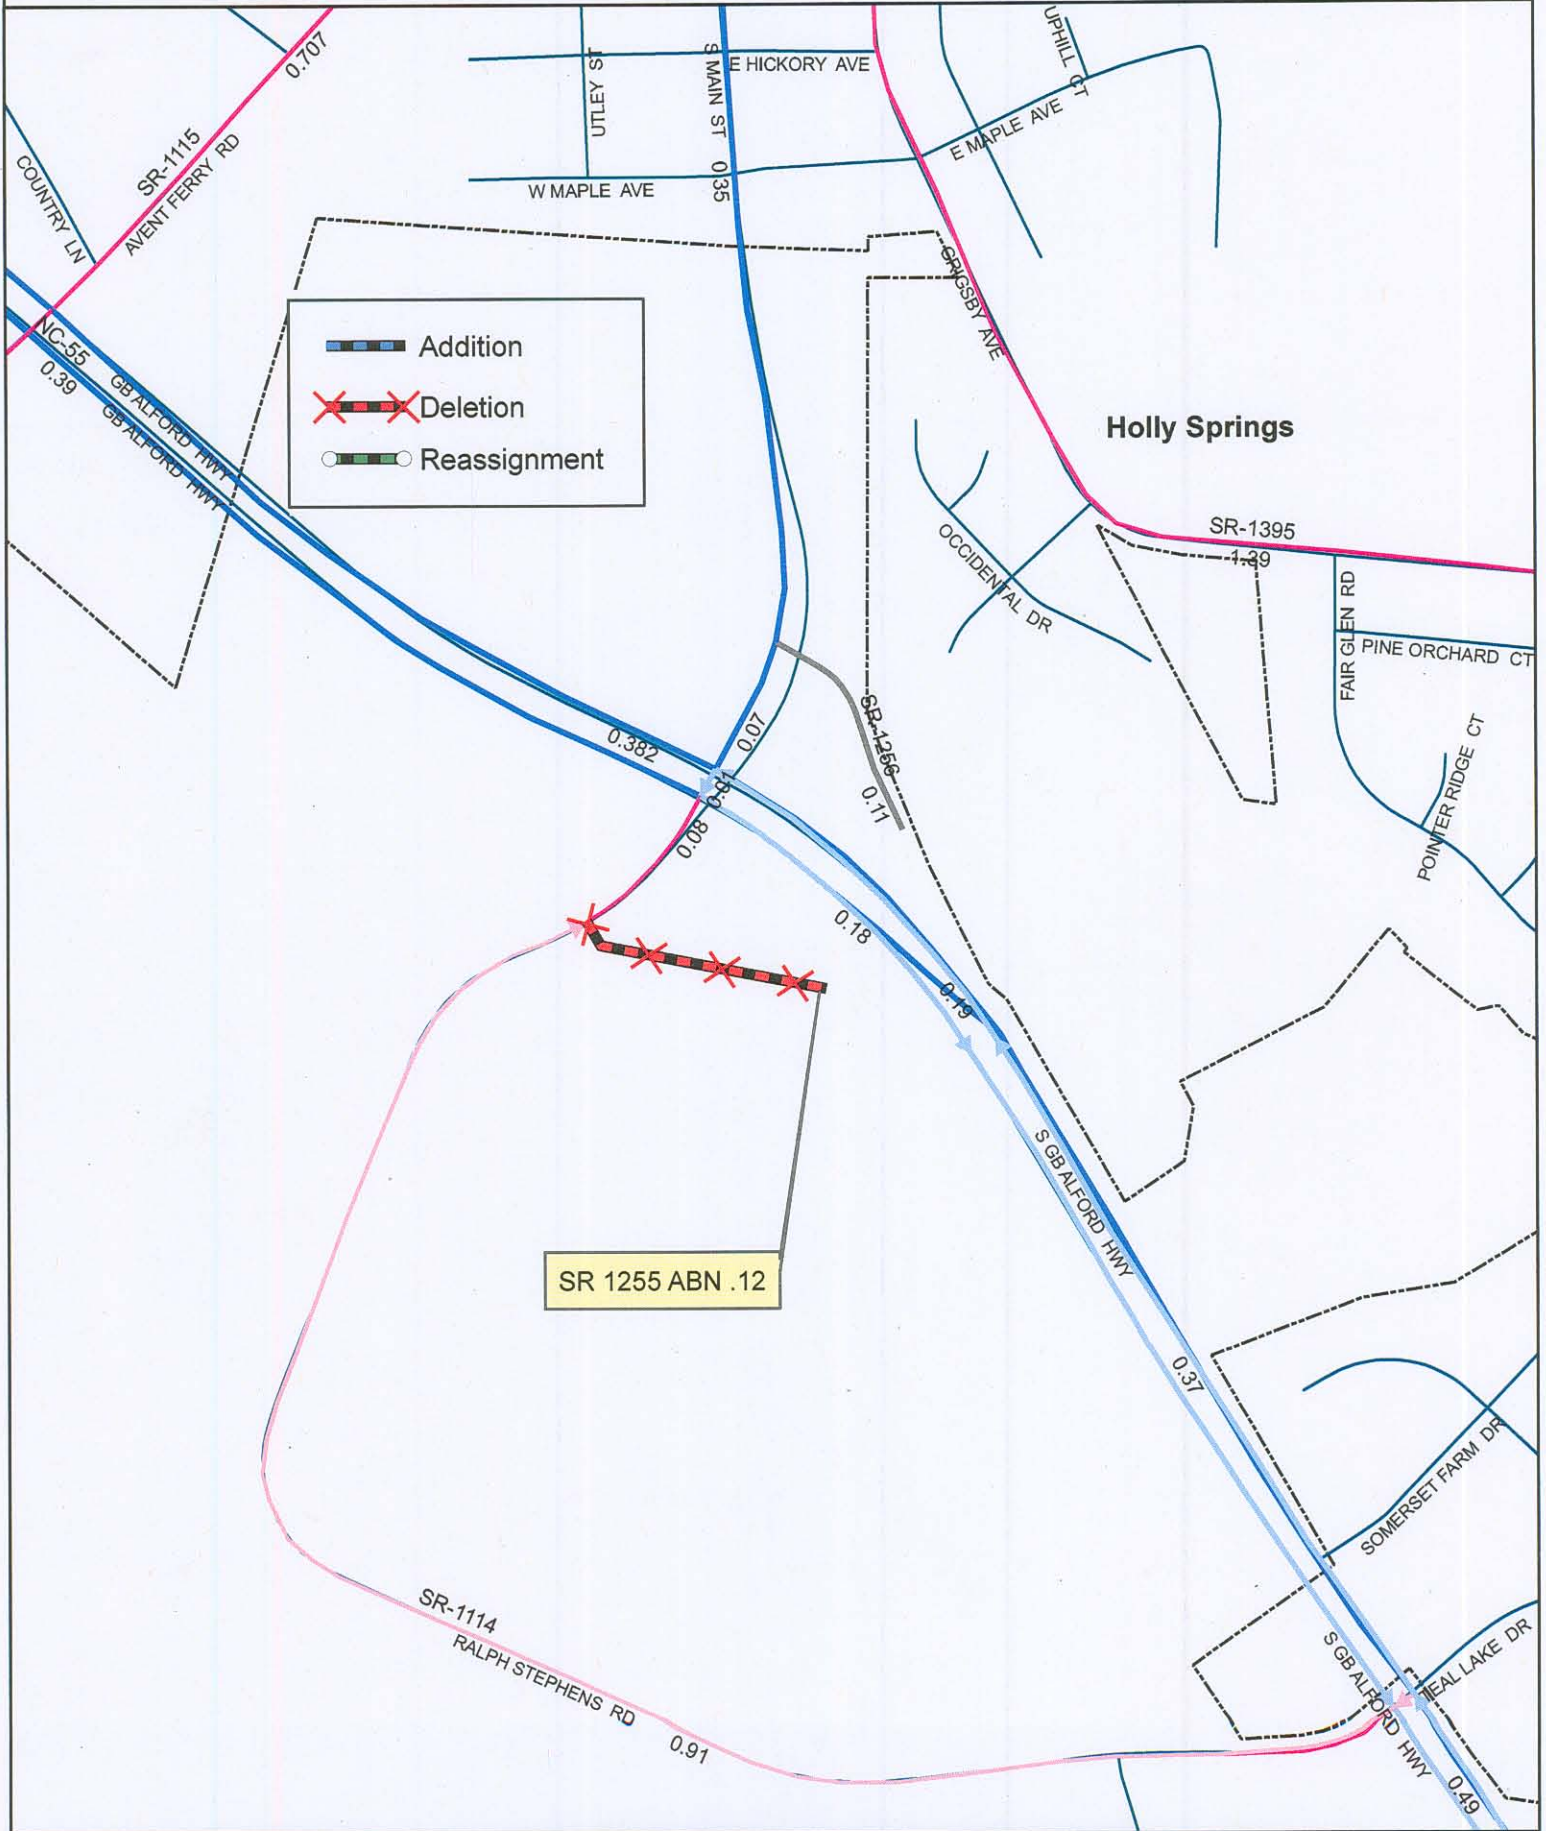 0.707
UTLEY ST
S MAIN ST
E HICKORY AVE
UPHILL CT
SR-1115
AVENT FERRY RD
COUNTRY LN
W MAPLE AVE
0.35
E MAPLE AVE
GRIGSBY AVE
NC-55
0.39
GB ALFORD HWY
GB ALFORD HWY
Addition
Deletion
Reassignment
Holly Springs
SR-1395
1.39
OCCIDENTAL DR
FAIR GLEN RD
PINE ORCHARD CT
POINTER RIDGE CT
SR-1256
0.11
0.07
0.382
0.01
0.08
0.18
0.19
S GB ALFORD HWY
SR 1255 ABN .12
0.37
SOMERSET FARM DR
SR-1114
RALPH STEPHENS RD
0.91
S GB ALFORD HWY
TEAL LAKE DR
0.49